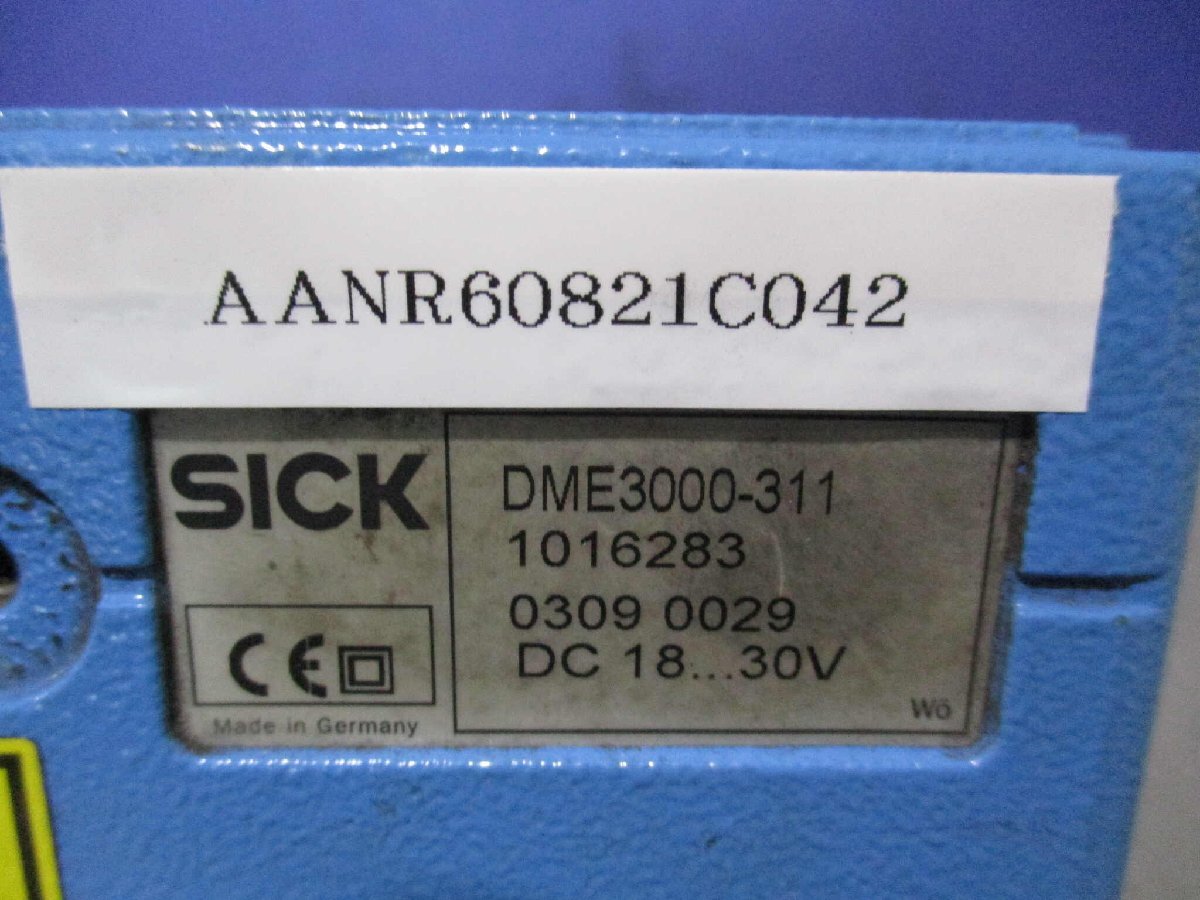 AANR60821C042
SICK
DME3000-311
1016283
0309 0029
DC 18...30V
CE
Made in Germany
Wö